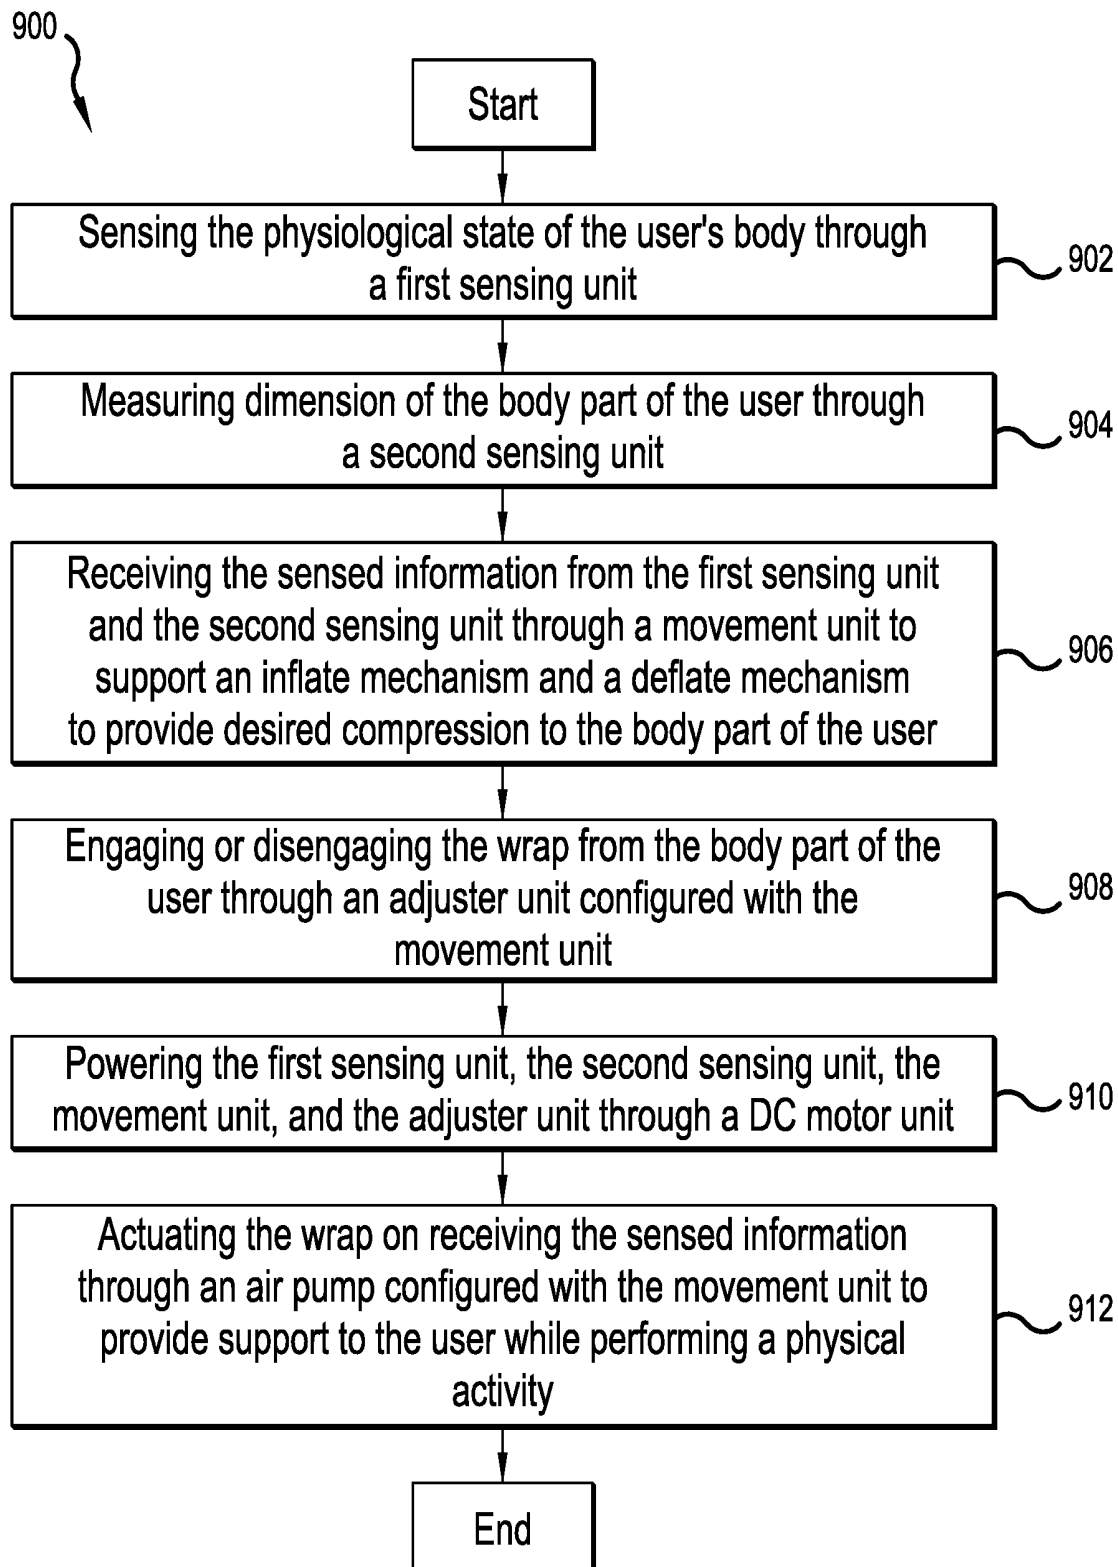 900
Start
Sensing the physiological state of the user's body through
a first sensing unit
902
Measuring dimension of the body part of the user through
a second sensing unit
904
Receiving the sensed information from the first sensing unit
and the second sensing unit through a movement unit to
support an inflate mechanism and a deflate mechanism
to provide desired compression to the body part of the user
906
Engaging or disengaging the wrap from the body part of the
user through an adjuster unit configured with the
movement unit
908
Powering the first sensing unit, the second sensing unit, the
movement unit, and the adjuster unit through a DC motor unit
910
Actuating the wrap on receiving the sensed information
through an air pump configured with the movement unit to
provide support to the user while performing a physical
activity
912
End